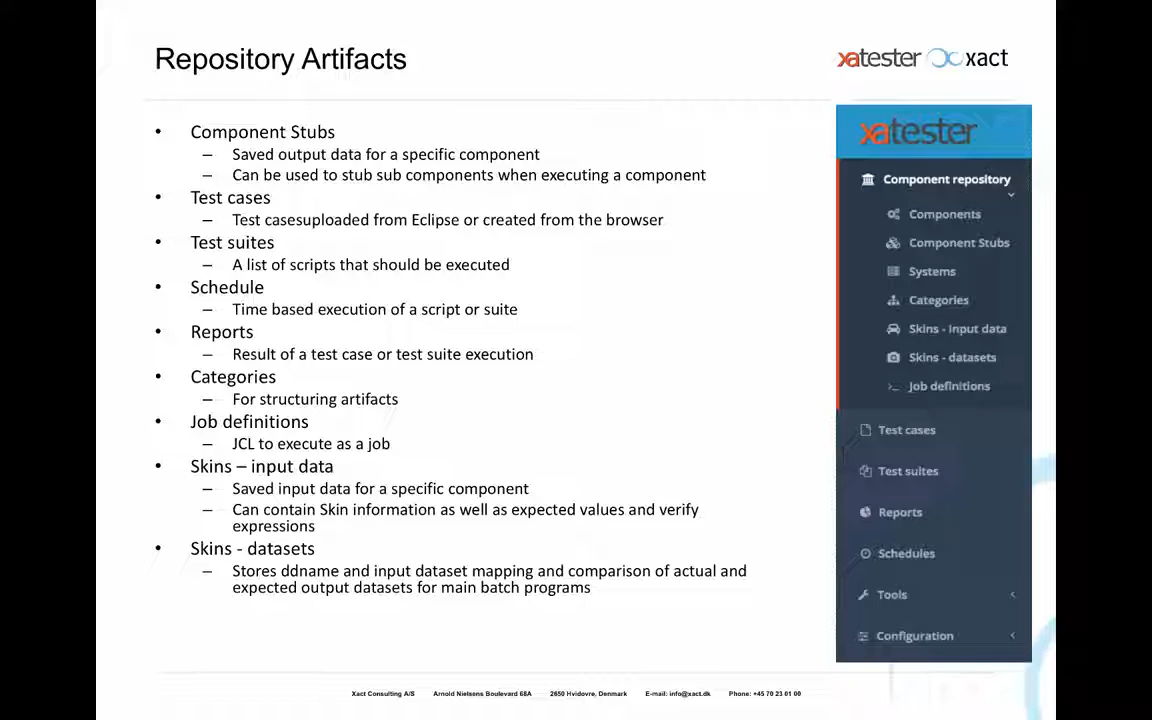 Repository Artifacts
xatester xact
• Component Stubs
– Saved output data for a specific component
– Can be used to stub sub components when executing a component
• Test cases
– Test casesuploaded from Eclipse or created from the browser
• Test suites
– A list of scripts that should be executed
• Schedule
– Time based execution of a script or suite
• Reports
– Result of a test case or test suite execution
• Categories
– For structuring artifacts
• Job definitions
– JCL to execute as a job
• Skins – input data
– Saved input data for a specific component
– Can contain Skin information as well as expected values and verify
expressions
• Skins - datasets
– Stores ddname and input dataset mapping and comparison of actual and
expected output datasets for main batch programs
xatester
Component repository
Components
Component Stubs
Systems
Categories
Skins - input data
Skins - datasets
Job definitions
Test cases
Test suites
Reports
Schedules
Tools
Configuration
Xact Consulting A/S Arnold Nielsens Boulevard 68A 2650 Hvidovre, Denmark E-mail: info@xact.dk Phone: +45 70 23 01 00